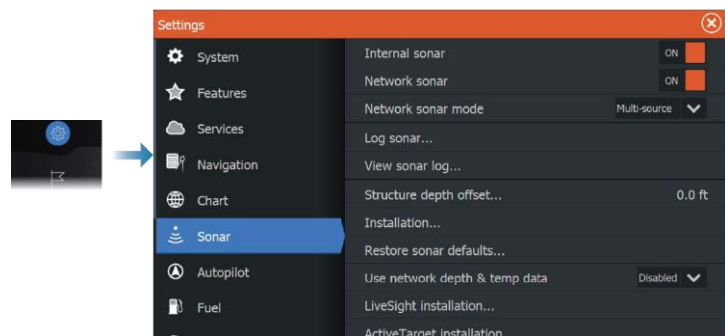 Settings
System
Features
Services
Navigation
Chart
Sonar
Autopilot
Fuel
Internal sonar ON
Network sonar ON
Network sonar mode Multi-source
Log sonar...
View sonar log...
Structure depth offset... 0.0 ft
Installation...
Restore sonar defaults...
Use network depth & temp data Disabled
LiveSight installation...
ActiveTarget installation